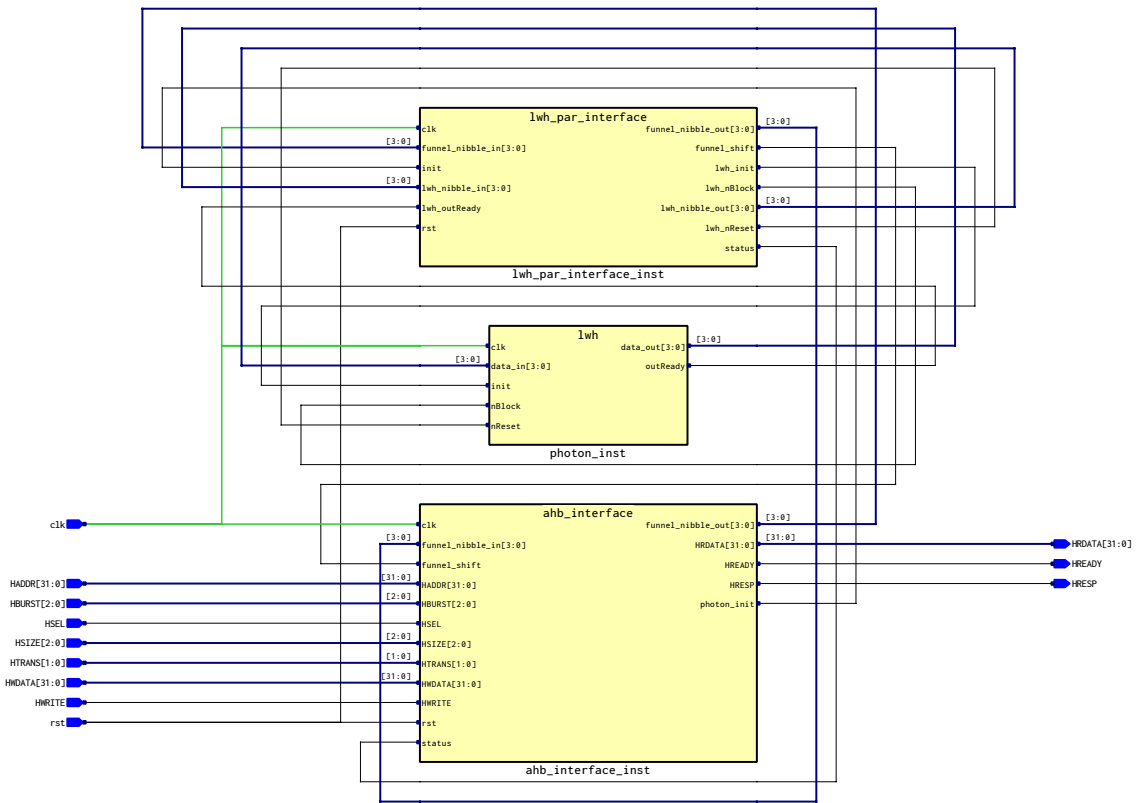 lwh_par_interface
clk
funnel_nibble_out[3:0]
[3:0]
[3:0]
funnel_nibble_in[3:0]
funnel_shift
init
lwh_init
[3:0]
lwh_nibble_in[3:0]
lwh_nBlock
lwh_outReady
lwh_nibble_out[3:0]
[3:0]
rst
lwh_nReset
status
lwh_par_interface_inst
lwh
clk
data_out[3:0]
[3:0]
[3:0]
data_in[3:0]
outReady
init
nBlock
nReset
photon_inst
ahb_interface
clk
clk
funnel_nibble_out[3:0]
[3:0]
[3:0]
funnel_nibble_in[3:0]
HRDATA[31:0]
[31:0]
HRDATA[31:0]
funnel_shift
HREADY
HREADY
HADDR[31:0]
[31:0]
HADDR[31:0]
HRESP
HRESP
HBURST[2:0]
[2:0]
HBURST[2:0]
photon_init
HSEL
HSEL
HSIZE[2:0]
[2:0]
HSIZE[2:0]
HTRANS[1:0]
[1:0]
HTRANS[1:0]
HWDATA[31:0]
[31:0]
HWDATA[31:0]
HWRITE
HWRITE
rst
rst
status
ahb_interface_inst